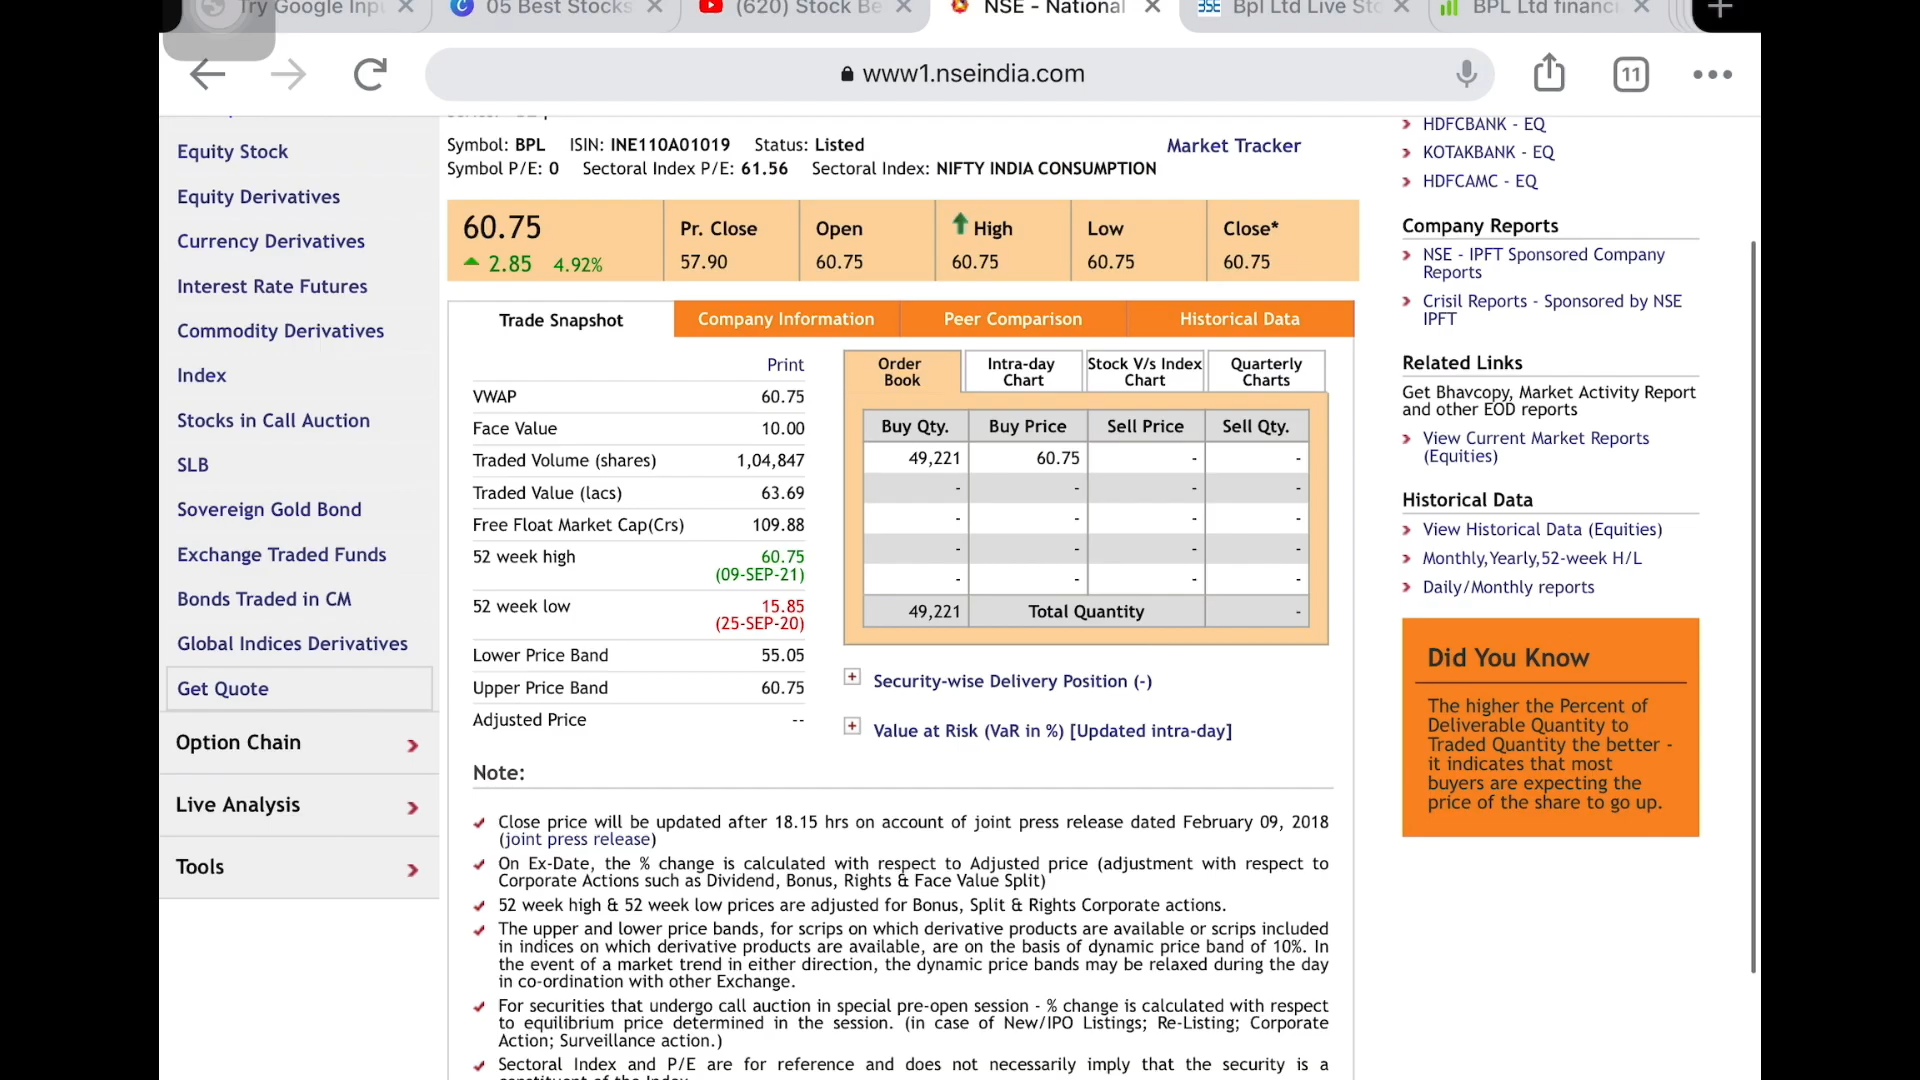 Try Google Inpu
05 Best Stocks
(620) Stock Be
NSE - National
BSE
Bpl Ltd Live Sto
BPL Ltd financi
www1.nseindia.com
11
Equity Stock
Equity Derivatives
Currency Derivatives
Interest Rate Futures
Commodity Derivatives
Index
Stocks in Call Auction
SLB
Sovereign Gold Bond
Exchange Traded Funds
Bonds Traded in CM
Global Indices Derivatives
Get Quote
Option Chain
Live Analysis
Tools
Symbol: BPL ISIN: INE110A01019 Status: Listed
Market Tracker
Symbol P/E: 0 Sectoral Index P/E: 61.56 Sectoral Index: NIFTY INDIA CONSUMPTION
60.75 Pr. Close Open High Low Close*
2.85 4.92% 57.90 60.75 60.75 60.75 60.75
Trade Snapshot Company Information Peer Comparison Historical Data
Print
VWAP 60.75
Face Value 10.00
Traded Volume (shares) 1,04,847
Traded Value (lacs) 63.69
Free Float Market Cap(Crs) 109.88
52 week high 60.75
(09-SEP-21)
52 week low 15.85
(25-SEP-20)
Lower Price Band 55.05
Upper Price Band 60.75
Adjusted Price --
Order Book
Intra-day Chart
Stock V/s Index Chart
Quarterly Charts
Buy Qty. Buy Price Sell Price Sell Qty.
49,221 60.75 - -
- - - -
- - - -
- - - -
- - - -
49,221 Total Quantity -
Security-wise Delivery Position (-)
Value at Risk (VaR in %) [Updated intra-day]
Note:
Close price will be updated after 18.15 hrs on account of joint press release dated February 09, 2018
(joint press release)
On Ex-Date, the % change is calculated with respect to Adjusted price (adjustment with respect to
Corporate Actions such as Dividend, Bonus, Rights & Face Value Split)
52 week high & 52 week low prices are adjusted for Bonus, Split & Rights Corporate actions.
The upper and lower price bands, for scrips on which derivative products are available or scrips included
in indices on which derivative products are available, are on the basis of dynamic price band of 10%. In
the event of a market trend in either direction, the dynamic price bands may be relaxed during the day
in co-ordination with other Exchange.
For securities that undergo call auction in special pre-open session - % change is calculated with respect
to equilibrium price determined in the session. (in case of New/IPO Listings; Re-Listing; Corporate
Action; Surveillance action.)
Sectoral Index and P/E are for reference and does not necessarily imply that the security is a
HDFCBANK - EQ
KOTAKBANK - EQ
HDFCAMC - EQ
Company Reports
NSE - IPFT Sponsored Company
Reports
Crisil Reports - Sponsored by NSE
IPFT
Related Links
Get Bhavcopy, Market Activity Report
and other EOD reports
View Current Market Reports
(Equities)
Historical Data
View Historical Data (Equities)
Monthly,Yearly,52-week H/L
Daily/Monthly reports
Did You Know
The higher the Percent of
Deliverable Quantity to
Traded Quantity the better -
it indicates that most
buyers are expecting the
price of the share to go up.